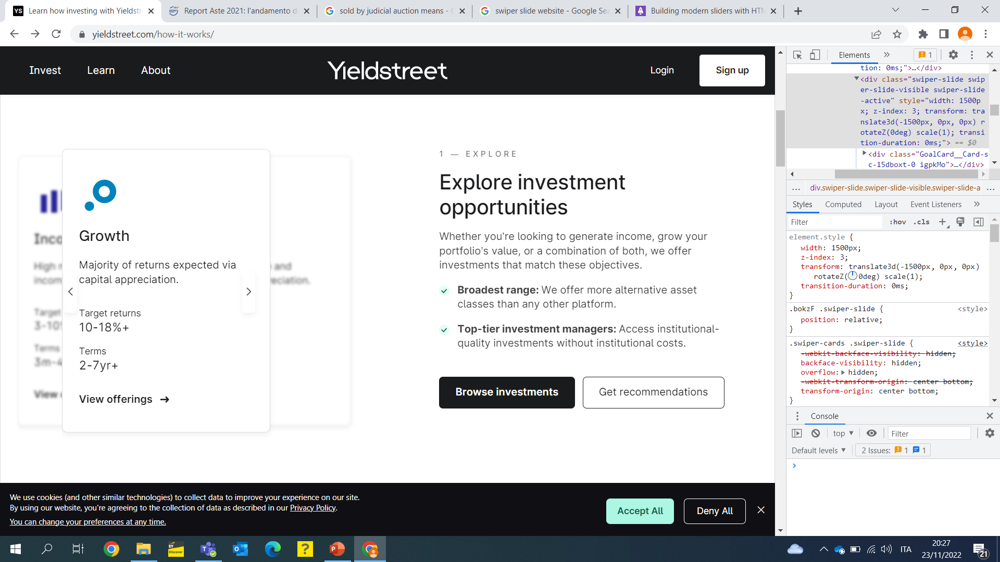 Learn how investing with Yieldstr
Report Aste 2021: l'andamento d
sold by judicial auction means - G
swiper slide website - Google Sea
Building modern sliders with HTM
yieldstreet.com/how-it-works/
Invest
Learn
About
Yieldstreet
Login
Sign up
Growth
Majority of returns expected via
capital appreciation.
Target returns
10-18%+
Terms
2-7yr+
View offerings →
Inco
High r
incom
Target
3-10
Terms
3m-4
View
and
eciation.
1 — EXPLORE
Explore investment
opportunities
Whether you're looking to generate income, grow your
portfolio's value, or a combination of both, we offer
investments that match these objectives.
Broadest range: We offer more alternative asset
classes than any other platform.
Top-tier investment managers: Access institutional-
quality investments without institutional costs.
Browse investments
Get recommendations
We use cookies (and other similar technologies) to collect data to improve your experience on our site.
By using our website, you're agreeing to the collection of data as described in our Privacy Policy.
You can change your preferences at any time.
Accept All
Deny All
Elements
1
tion: 0ms;">…</div>
<div class="swiper-slide swip
er-slide-visible swiper-slide
-active" style="width: 1500p
x; z-index: 3; transform: tra
nslate3d(-1500px, 0px, 0px) r
otateZ(0deg) scale(1); transi
tion-duration: 0ms;"> == $0
<div class="GoalCard__Card-s
c-15dboxt-0 igpkMo">…</div>
... div.swiper-slide.swiper-slide-visible.swiper-slide-a ...
Styles
Computed
Layout
Event Listeners
Filter
:hov .cls
element.style {
width: 1500px;
z-index: 3;
transform: translate3d(-1500px, 0px, 0px)
rotateZ(0deg) scale(1);
transition-duration: 0ms;
}
.bokzF .swiper-slide { <style>
position: relative;
}
.swiper-cards .swiper-slide { <style>
-webkit-backface-visibility: hidden;
backface-visibility: hidden;
overflow: hidden;
-webkit-transform-origin: center bottom;
transform-origin: center bottom;
}
Console
top
Filter
Default levels
2 Issues: 1 1
ITA
20:27
23/11/2022
21